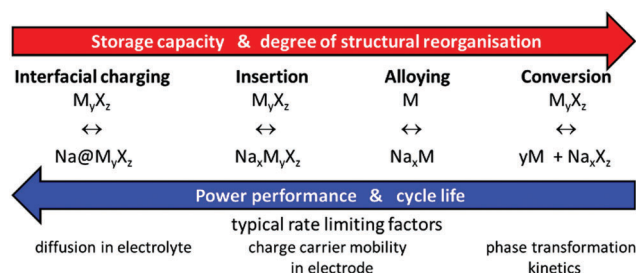 Storage capacity & degree of structural reorganisation
Interfacial charging Insertion Alloying Conversion
MyXz MyXz M MyXz
↔ ↔ ↔ ↔
Na@MyXz NaxMyXz NaxM yM + NaxXz
Power performance & cycle life
typical rate limiting factors
diffusion in electrolyte charge carrier mobility phase transformation
in electrode kinetics